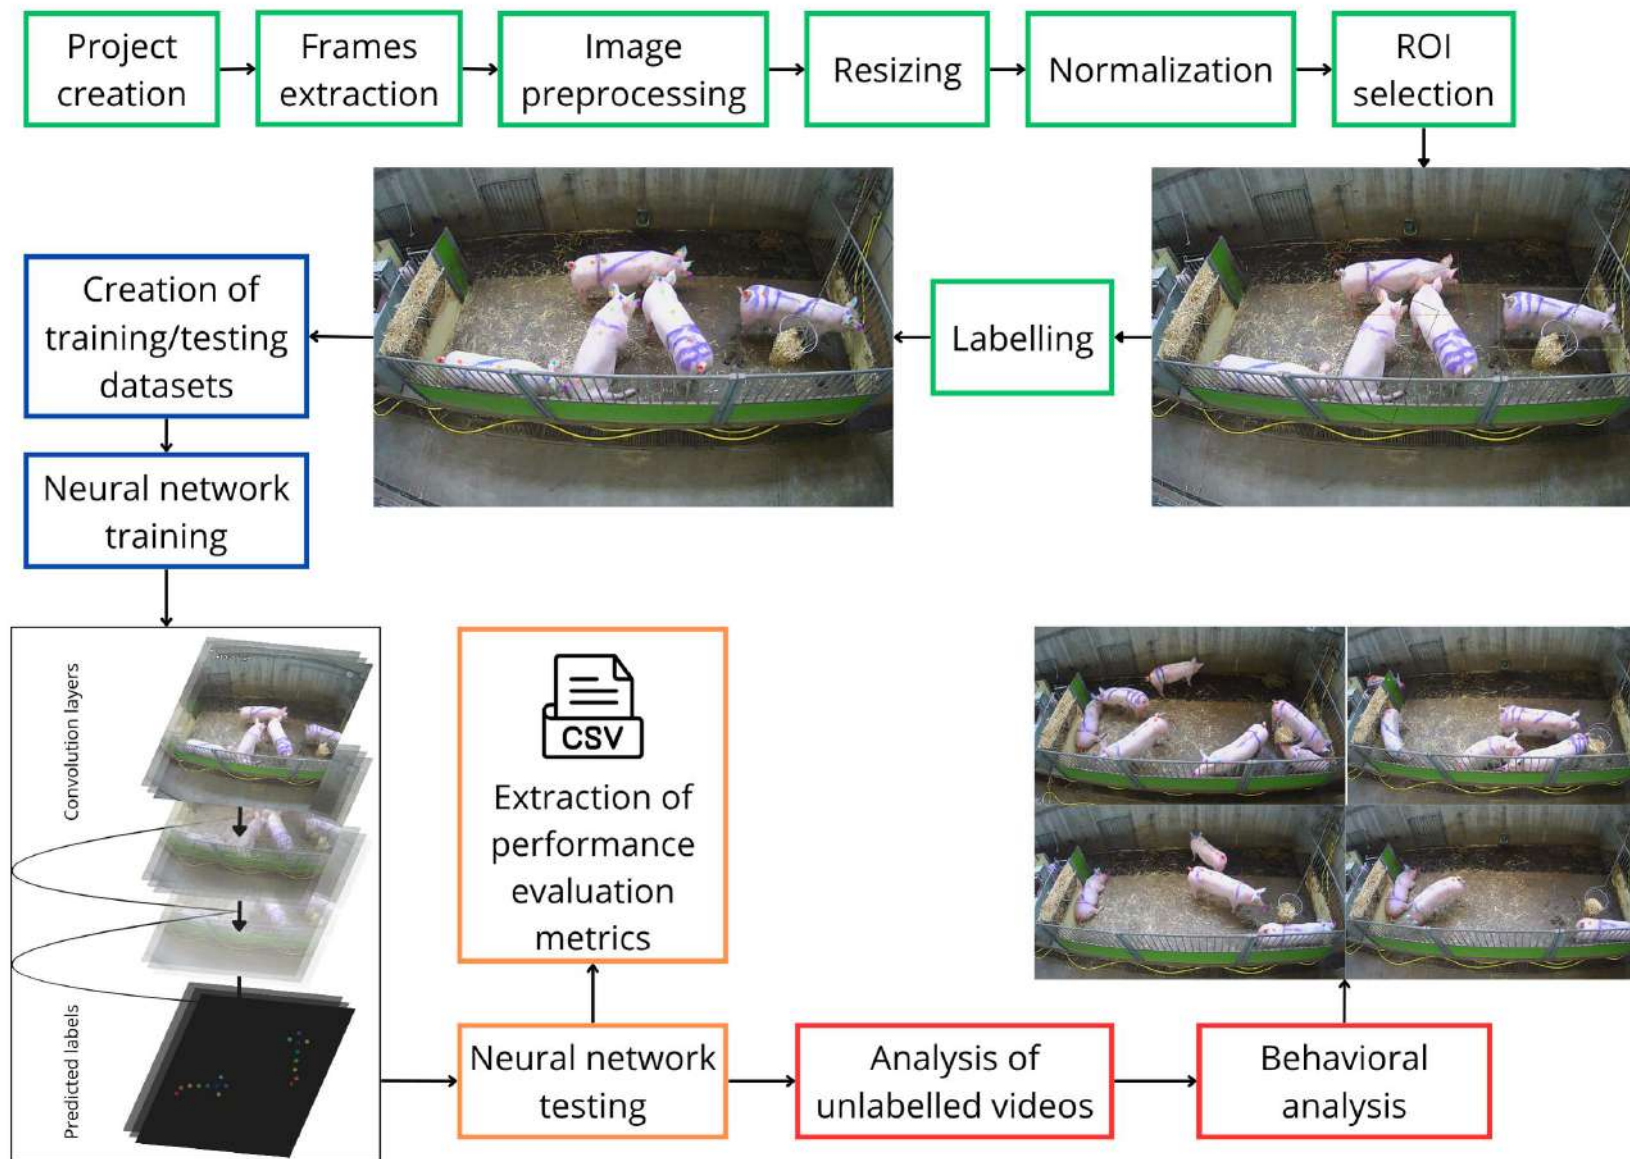 Project
creation
Frames
extraction
Image
preprocessing
Resizing
Normalization
ROI
selection
Labelling
Creation of
training/testing
datasets
Neural network
training
Convolution layers
Predicted labels
CSV
Extraction of
performance
evaluation
metrics
Neural network
testing
Analysis of
unlabelled videos
Behavioral
analysis